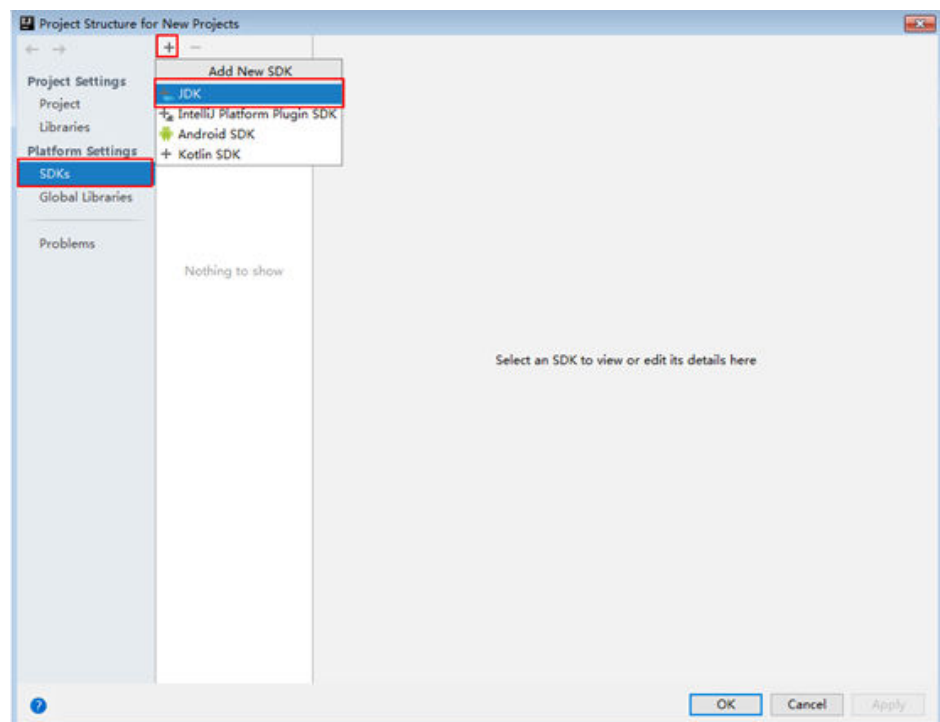 Project Structure for New Projects
Add New SDK
JDK
IntelliJ Platform Plugin SDK
Android SDK
Kotlin SDK
Project Settings
Project
Libraries
Platform Settings
SDKs
Global Libraries
Problems
Nothing to show
Select an SDK to view or edit its details here
OK
Cancel
Apply